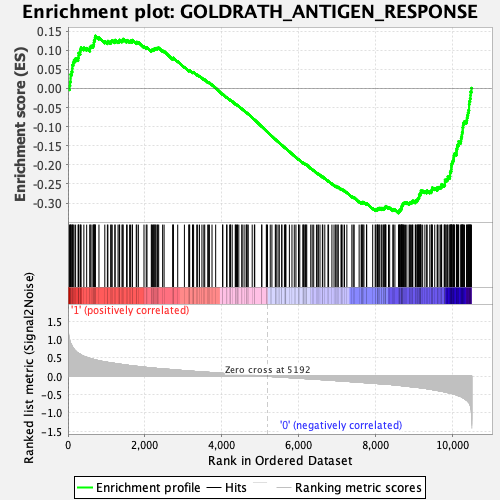 Enrichment plot: GOLDRATH_ANTIGEN_RESPONSE
Enrichment score (ES)
0.15
0.10
0.05
0.00
-0.05
-0.10
-0.15
-0.20
-0.25
-0.30
'1' (positively correlated)
Ranked list metric (Signal2Noise)
1.5
1.0
0.5
0.0
-0.5
-1.0
-1.5
Zero cross at 5192
'0' (negatively correlated)
0
2,000
4,000
6,000
8,000
10,000
Rank in Ordered Dataset
Enrichment profile
Hits
Ranking metric scores